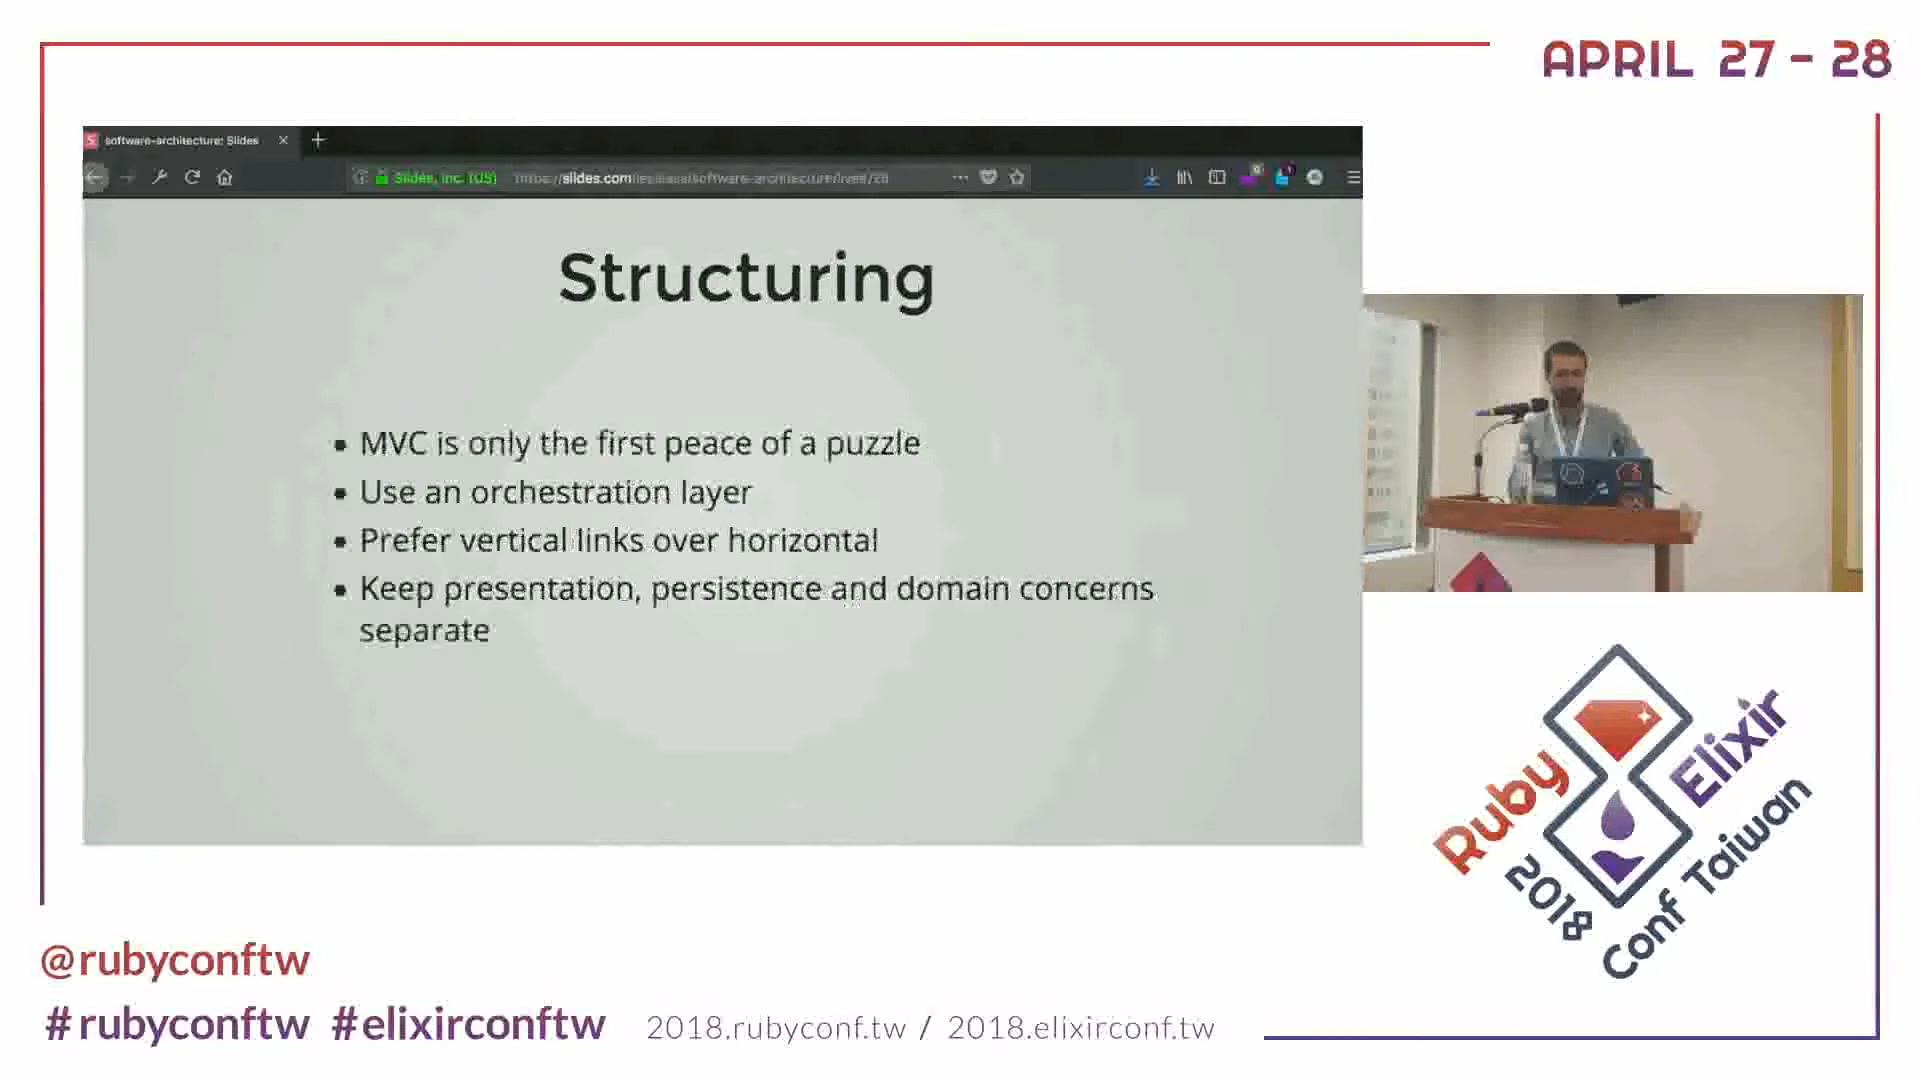 APRIL 27 - 28
software-architecture: Slides
Slides, Inc. (US)
Structuring
MVC is only the first peace of a puzzle
Use an orchestration layer
Prefer vertical links over horizontal
Keep presentation, persistence and domain concerns
separate
Ruby Elixir
2018 Conf Taiwan
@rubyconftw
#rubyconftw #elixirconftw 2018.rubyconf.tw / 2018.elixirconf.tw